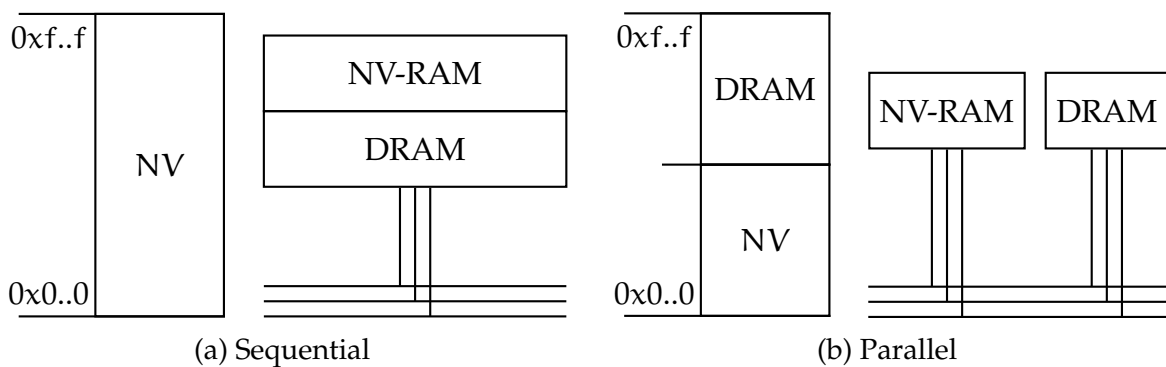 0xf..f
NV
0x0..0
NV-RAM
DRAM
(a) Sequential
0xf..f
DRAM
NV
0x0..0
NV-RAM
DRAM
(b) Parallel